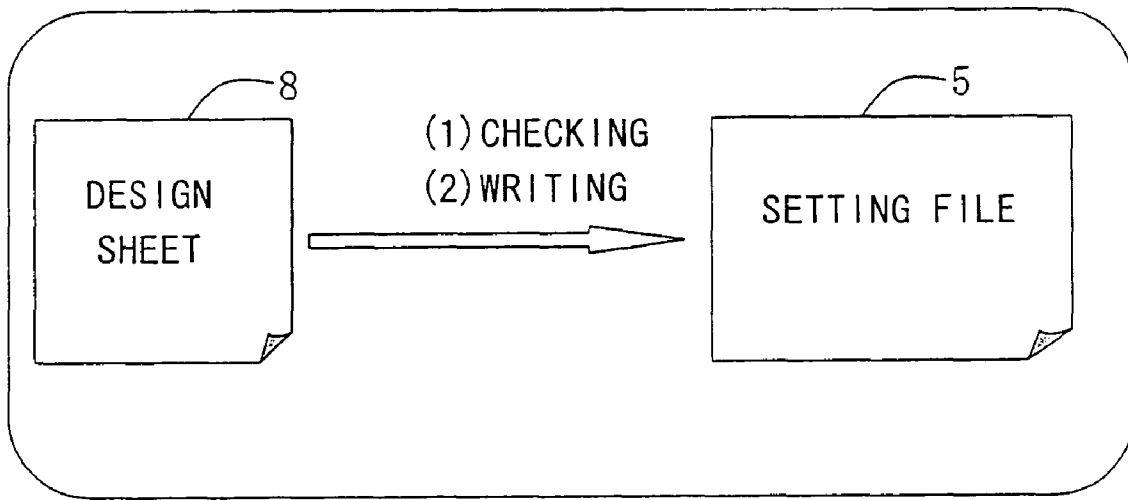 8
5
(1) CHECKING
(2) WRITING
DESIGN
SHEET
SETTING FILE